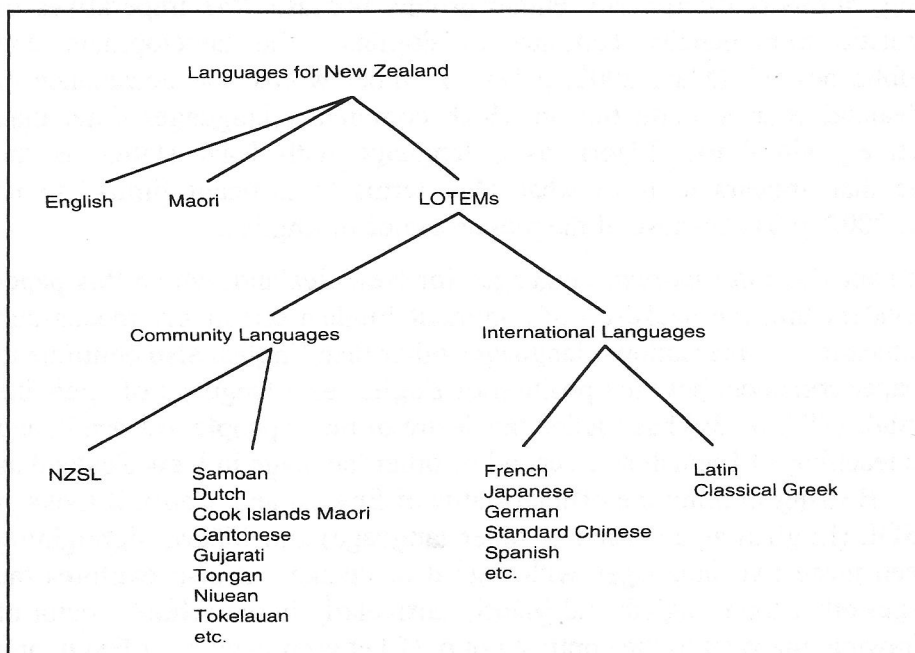 Languages for New Zealand
English Maori LOTEMs
Community Languages International Languages
NZSL
Samoan
Dutch
Cook Islands Maori
Cantonese
Gujarati
Tongan
Niuean
Tokelauan
etc.
French
Japanese
German
Standard Chinese
Spanish
etc.
Latin
Classical Greek